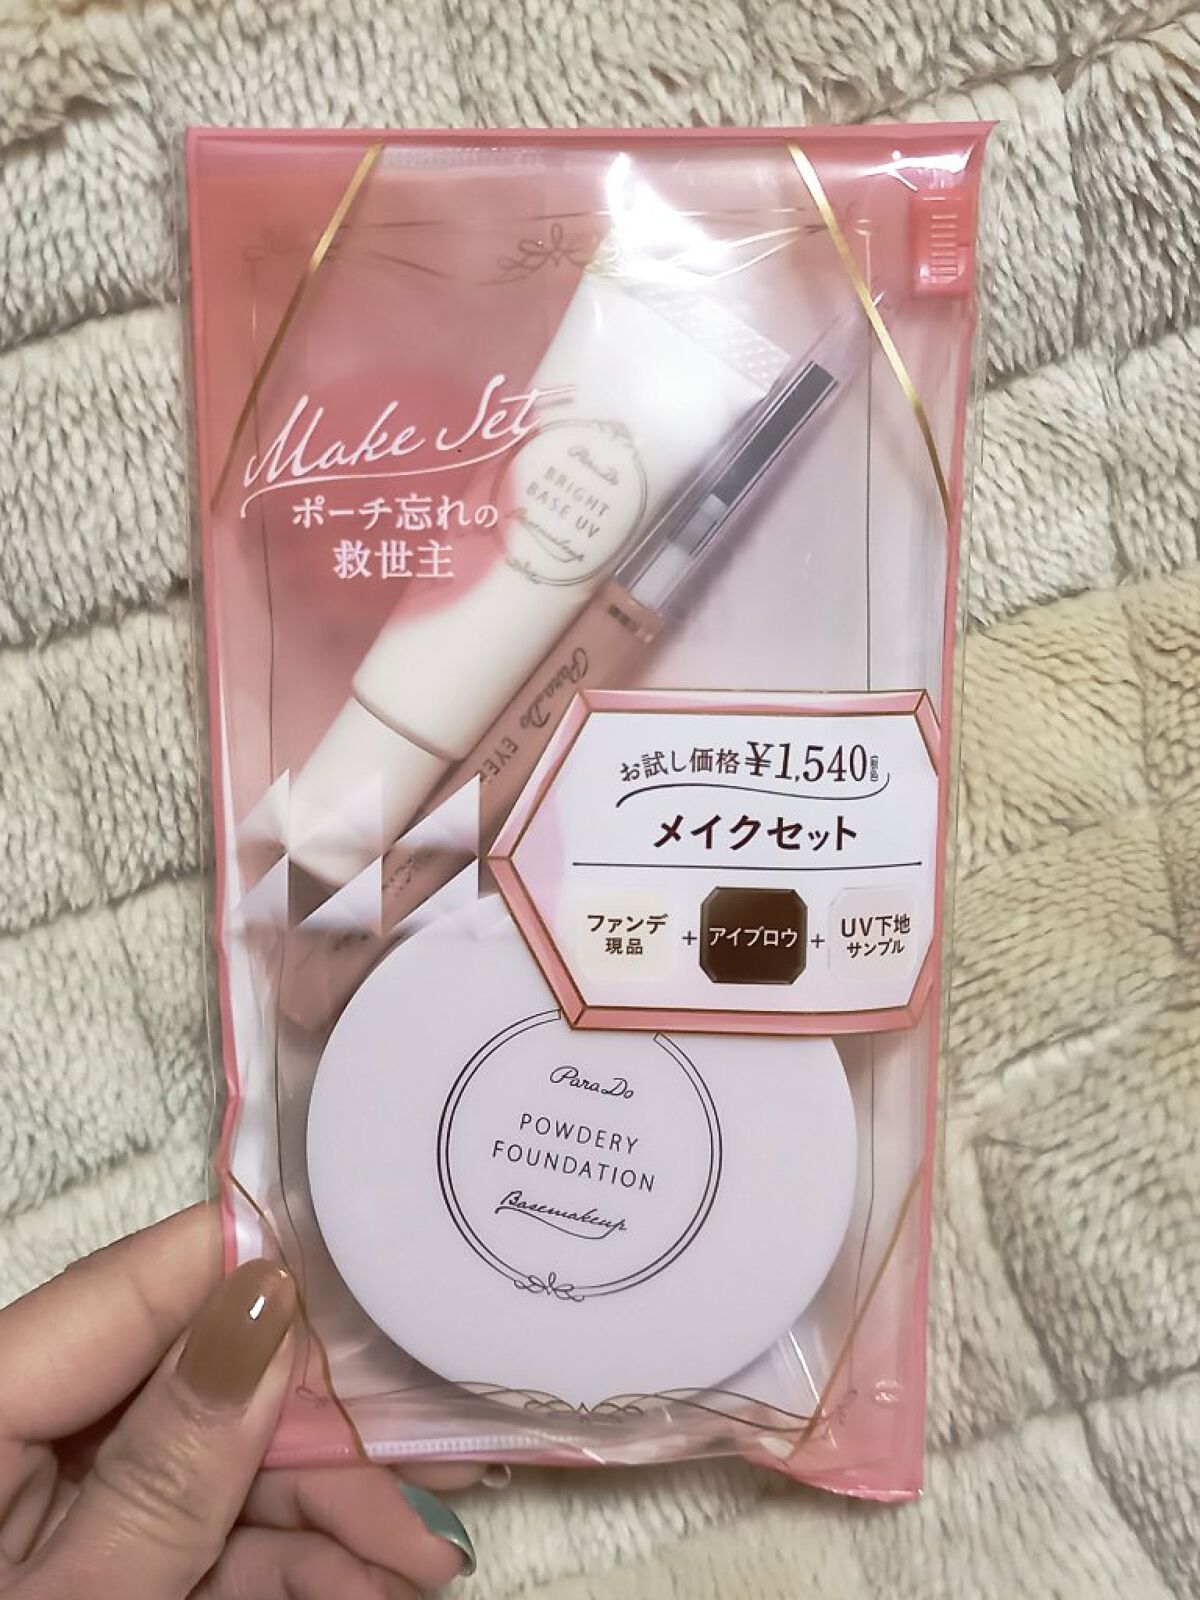 Make Set
ポーチ忘れの
救世主
ParaDo
BRIGHT
BASE UV
Basemakeup
ParaDo
お試し価格¥1,540
メイクセット
ファンデ
現品
+
アイブロウ
+
UV下地
サンプル
ParaDo
POWDERY
FOUNDATION
Basemakeup